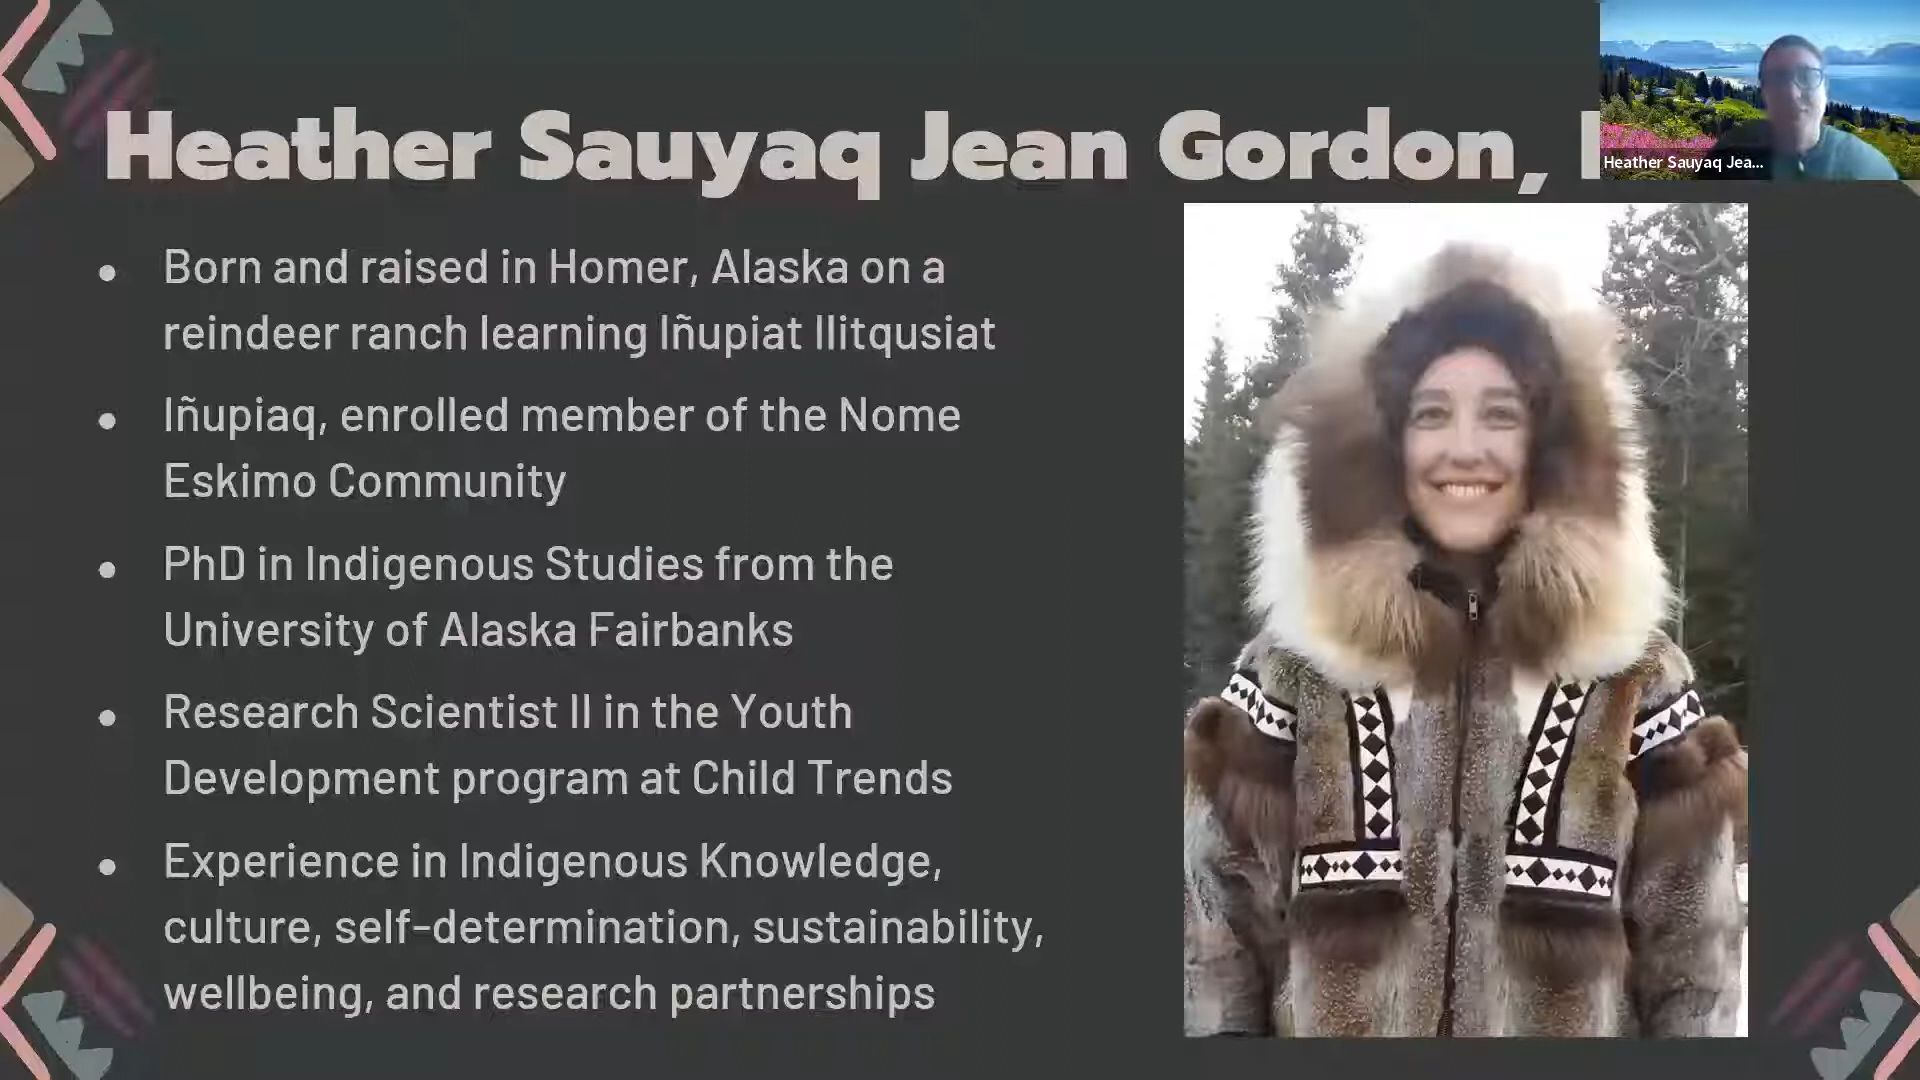 Heather Sauyaq Jean Gordon,
Heather Sauyaq Jea...
Born and raised in Homer, Alaska on a
reindeer ranch learning Iñupiat Ilitqusiat
Iñupiaq, enrolled member of the Nome
Eskimo Community
PhD in Indigenous Studies from the
University of Alaska Fairbanks
Research Scientist II in the Youth
Development program at Child Trends
Experience in Indigenous Knowledge,
culture, self-determination, sustainability,
wellbeing, and research partnerships